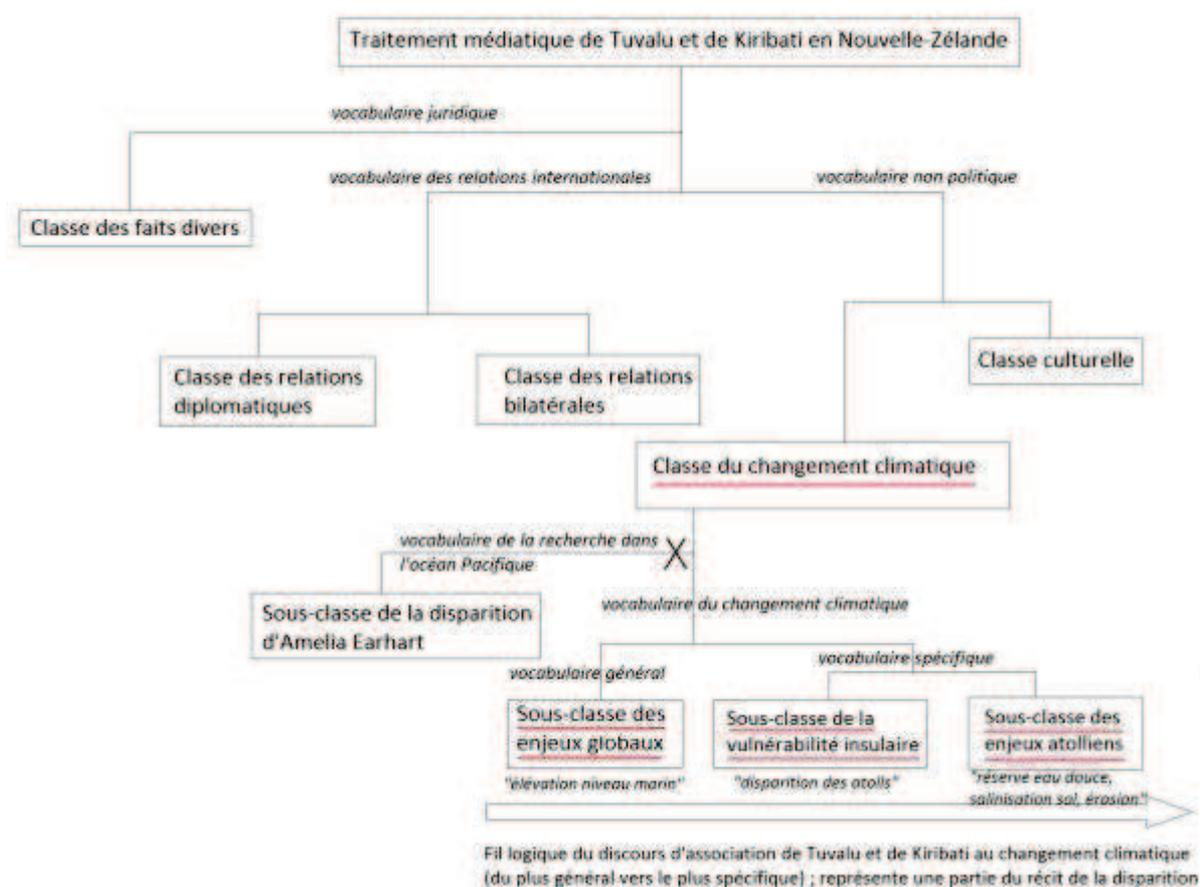 Traitement médiatique de Tuvalu et de Kiribati en Nouvelle-Zélande
vocabulaire juridique
vocabulaire des relations internationales
vocabulaire non politique
Classe des faits divers
Classe des relations
diplomatiques
Classe des relations
bilatérales
Classe culturelle
Classe du changement climatique
vocabulaire de la recherche dans
l'océan Pacifique
X
Sous-classe de la disparition
d'Amelia Earhart
vocabulaire du changement climatique
vocabulaire général
vocabulaire spécifique
Sous-classe des
enjeux globaux
Sous-classe de la
vulnérabilité insulaire
Sous-classe des
enjeux atolliens
"élévation niveau marin"
"disparition des atolls"
"réserve eau douce,
salinisation sol, érosion"
Fil logique du discours d'association de Tuvalu et de Kiribati au changement climatique
(du plus général vers le plus spécifique) ; représente une partie du récit de la disparition